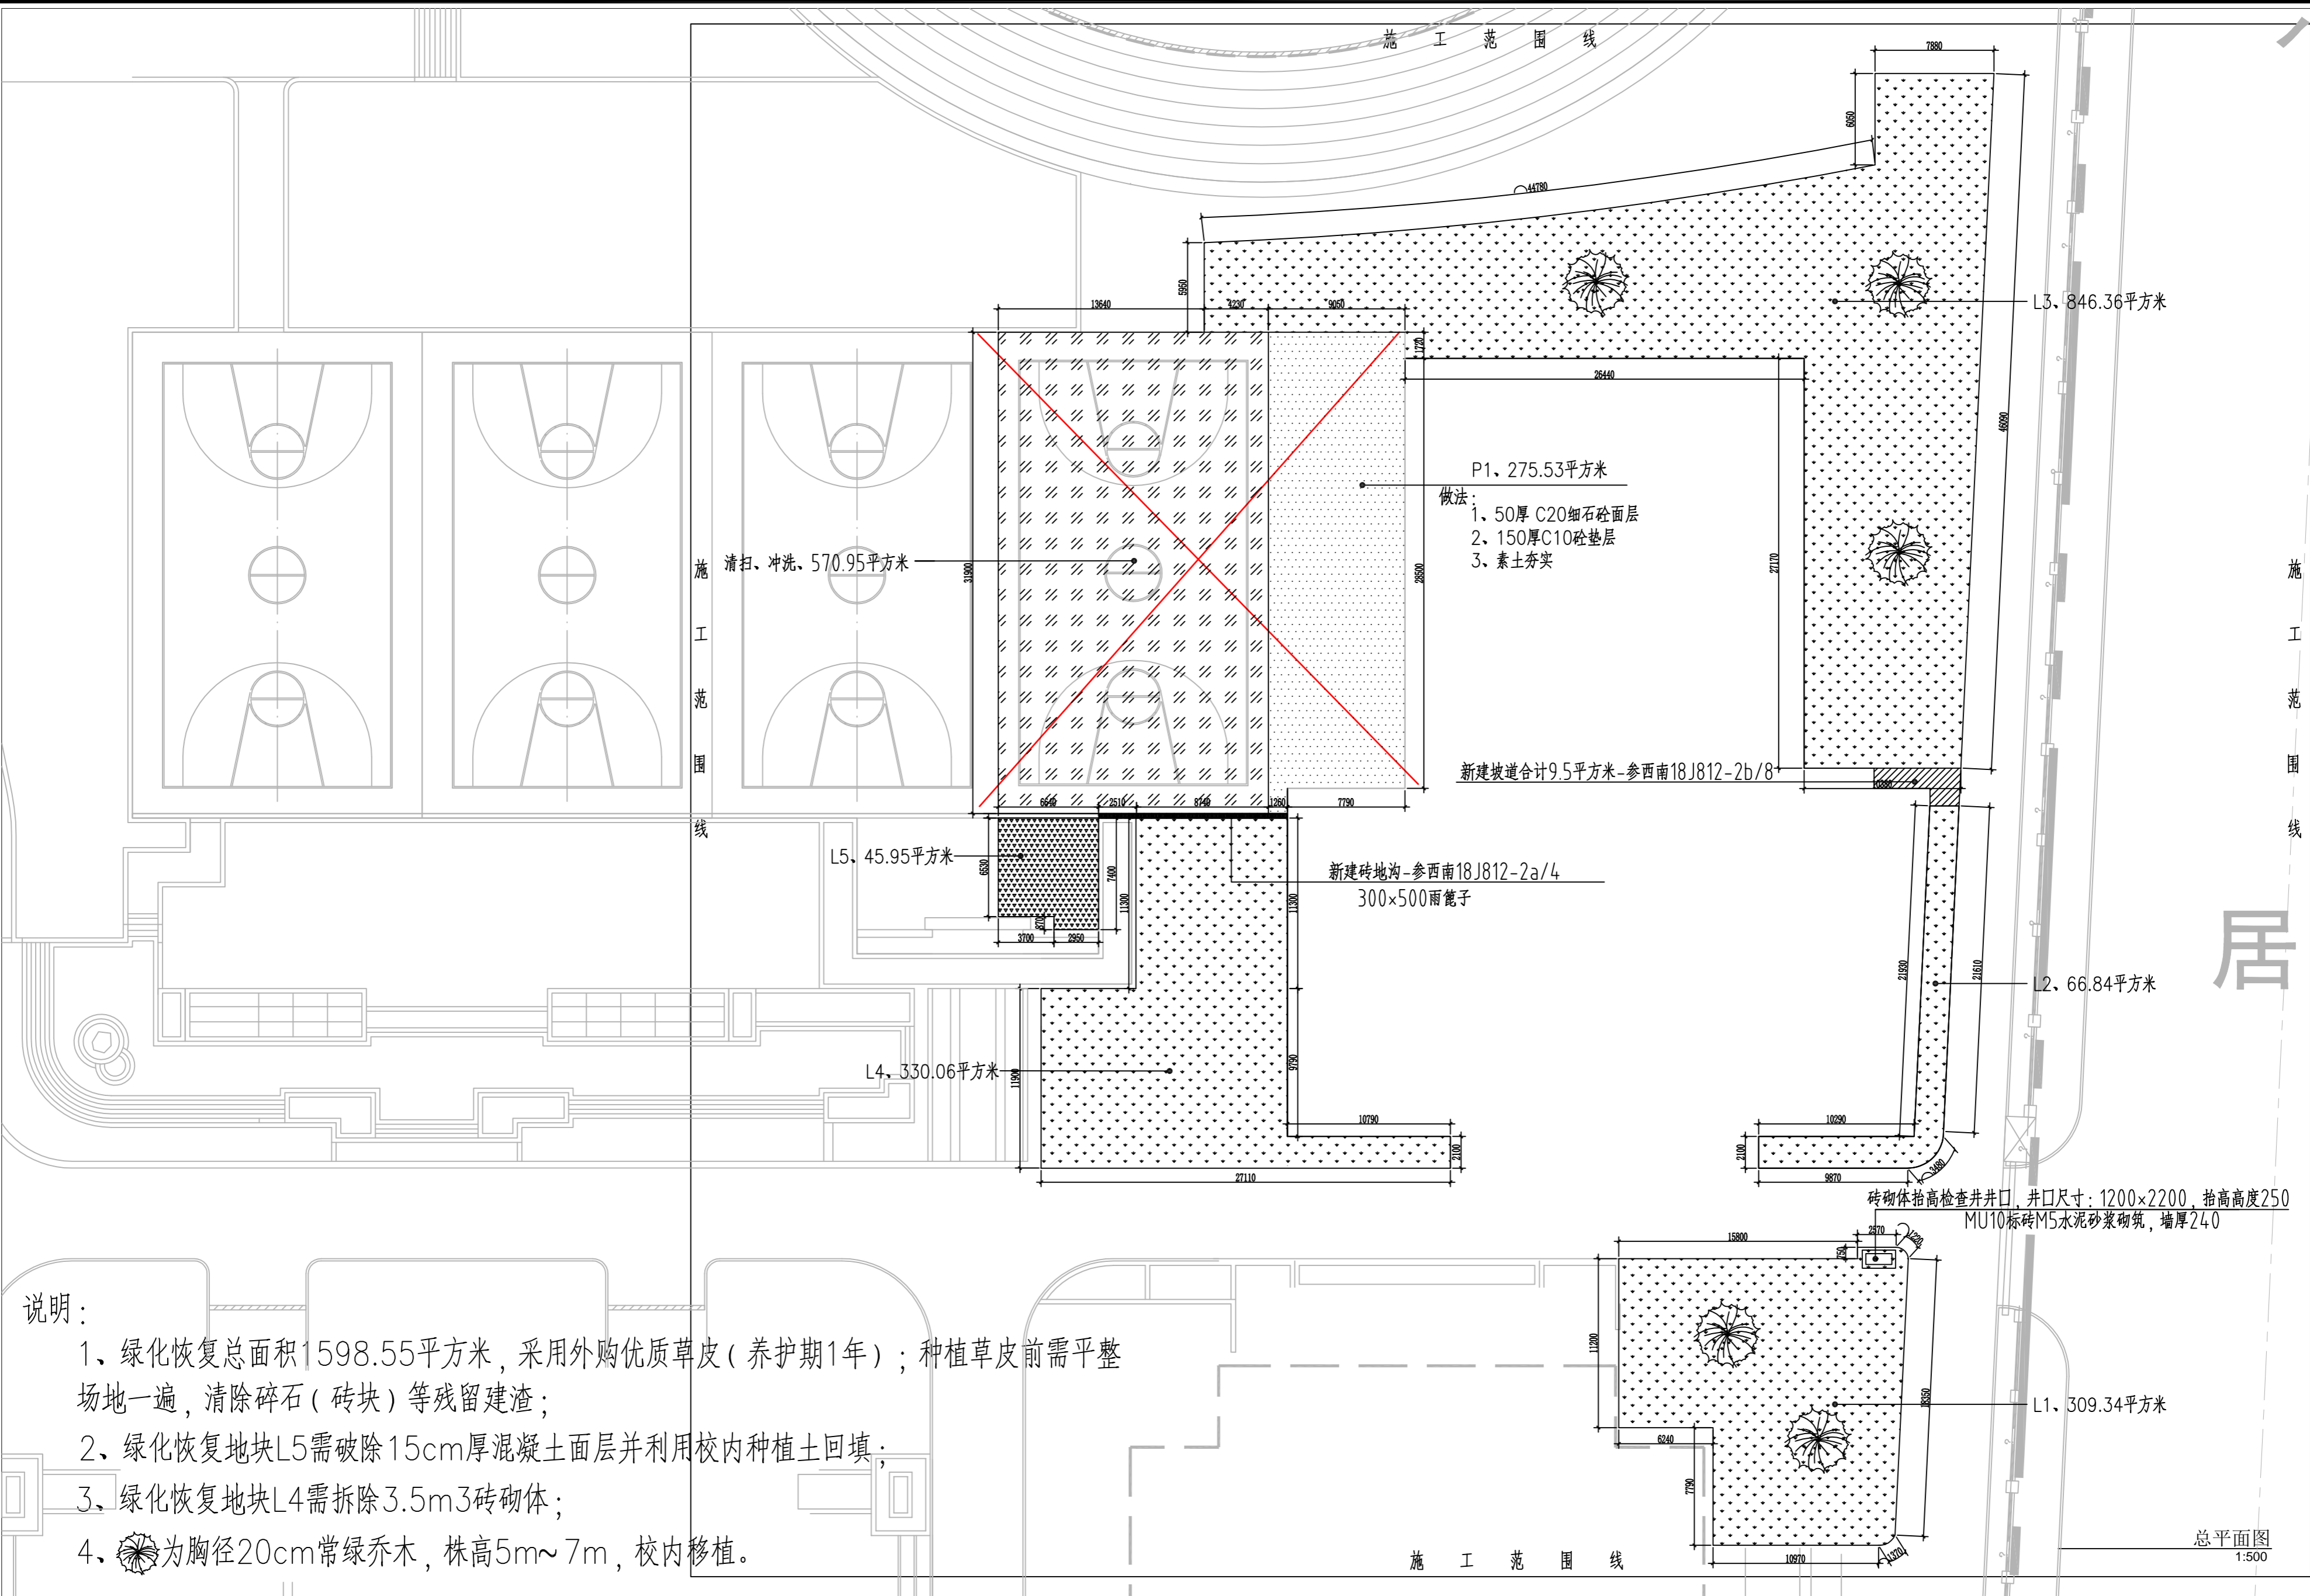 施工范围线
7880
6050
44780
5950
13640
4230
9050
L3、846.36平方米
1720
26440
46090
P1、275.53平方米
做法：
1、50厚 C20细石砼面层
2、150厚C10砼垫层
3、素土夯实
清扫、冲洗、570.95平方米
31900
28500
27170
施工范围线
施工范围线
新建坡道合计9.5平方米-参西南18J812-2b/8
6640
2510
8740
1260
7790
L5、45.95平方米
6530
7400
11300
11300
870
3700
2950
新建砖地沟-参西南18J812-2a/4
300×500雨篦子
居
21930
21610
L2、66.84平方米
L4、330.06平方米
11900
9790
10790
2100
27110
10290
2100
9870
3480
砖砌体抬高检查井井口，井口尺寸：1200×2200，抬高高度250
MU10标砖M5水泥砂浆砌筑，墙厚240
15800
2570
750
1220
11200
18350
L1、309.34平方米
6240
7790
10970
1370
说明：
1、绿化恢复总面积1598.55平方米，采用外购优质草皮（养护期1年）；种植草皮前需平整
场地一遍，清除碎石（砖块）等残留建渣；
2、绿化恢复地块L5需破除15cm厚混凝土面层并利用校内种植土回填；
3、绿化恢复地块L4需拆除3.5m3砖砌体；
4、为胸径20cm常绿乔木，株高5m~7m，校内移植。
施工范围线
总平面图
1:500